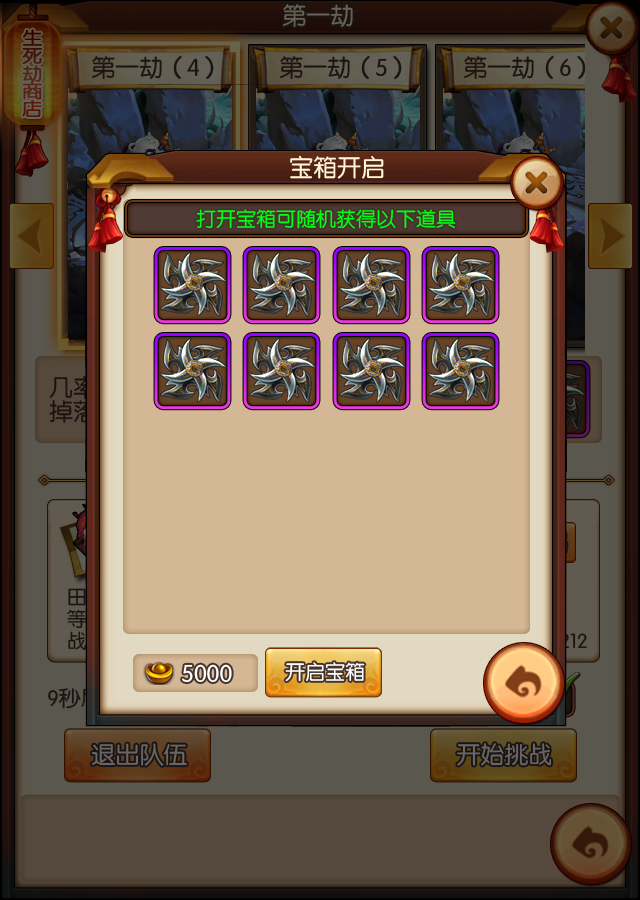 第一劫
生死劫商店
第一劫（4）
第一劫（5）
第一劫（6）
宝箱开启
打开宝箱可随机获得以下道具
几率
掉落
田
等
战
212
5000
开启宝箱
9秒
退出队伍
开始挑战